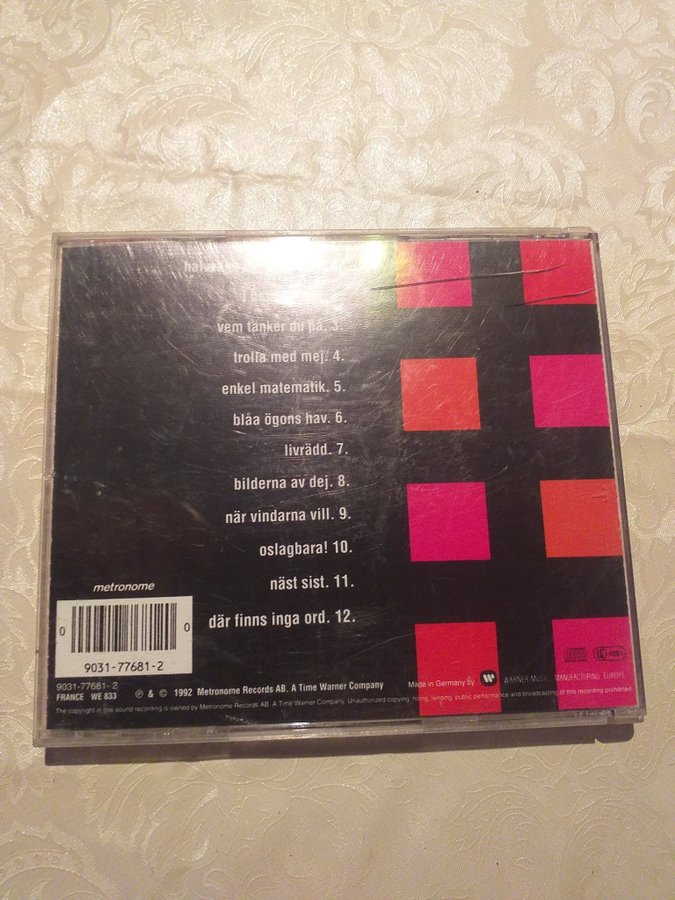 vem tänker du på. 3.
trolla med mej. 4.
enkel matematik. 5.
blåa ögons hav. 6.
livrädd. 7.
bilderna av dej. 8.
när vindarna vill. 9.
oslagbara! 10.
näst sist. 11.
där finns inga ord. 12.
metronome
0 0
9031-77681-2
9031-77681-2
FRANCE WE 833
℗ & © 1992 Metronome Records AB. A Time Warner Company
Made in Germany by WARNER MUSIC MANUFACTURING EUROPE
The copyright in this sound recording is owned by Metronome Records AB. A Time Warner Company. Unauthorized copying, hiring, lending, public performance and broadcasting of this recording prohibited.